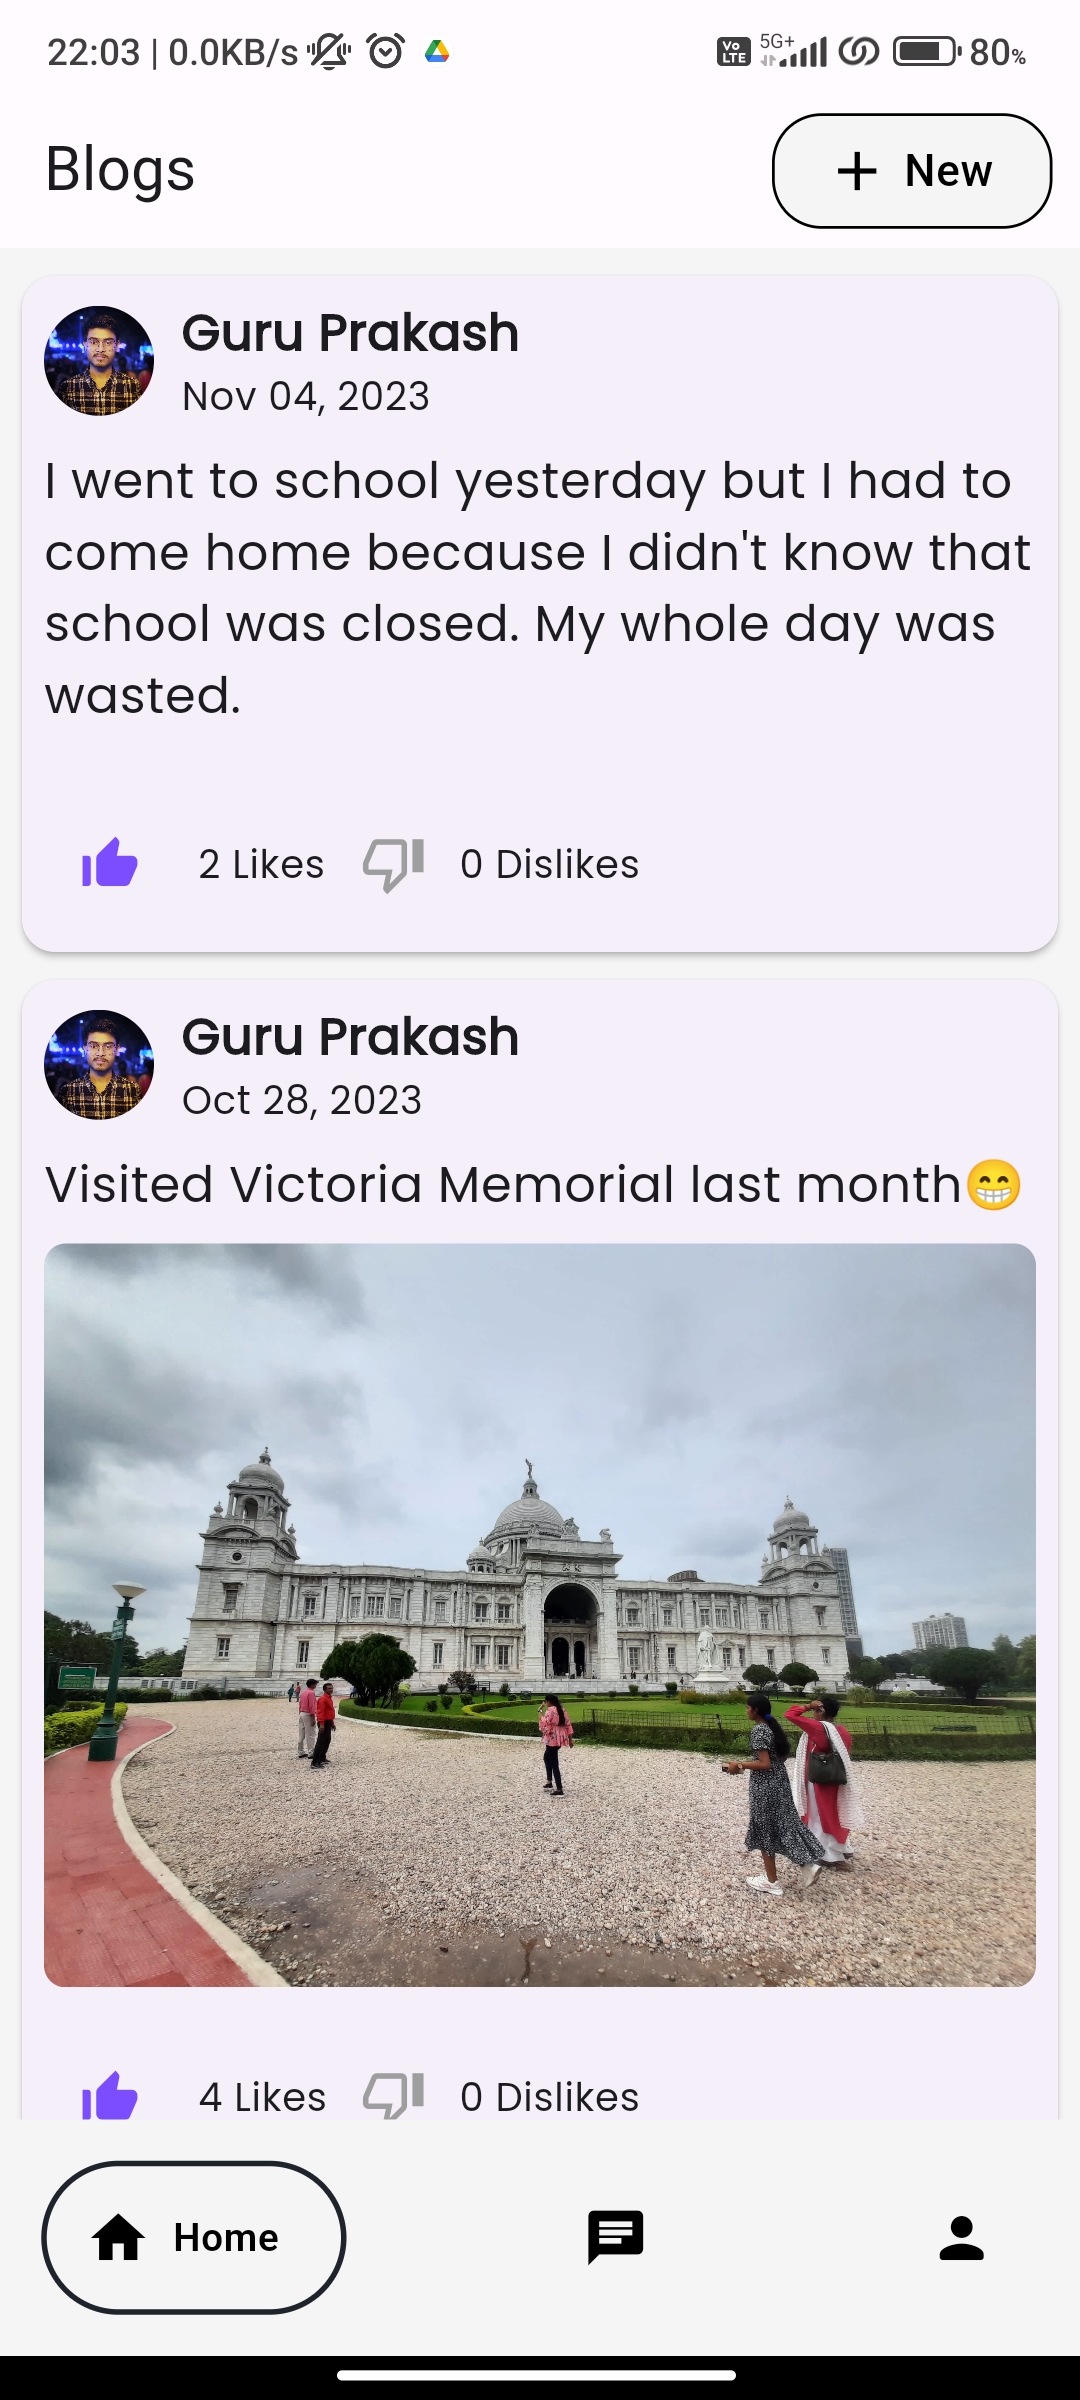 22:03 | 0.0KB/s
Vo LTE
5G+
80%
Blogs
+ New
Guru Prakash
Nov 04, 2023
I went to school yesterday but I had to
come home because I didn't know that
school was closed. My whole day was
wasted.
2 Likes
0 Dislikes
Guru Prakash
Oct 28, 2023
Visited Victoria Memorial last month😁
4 Likes
0 Dislikes
Home